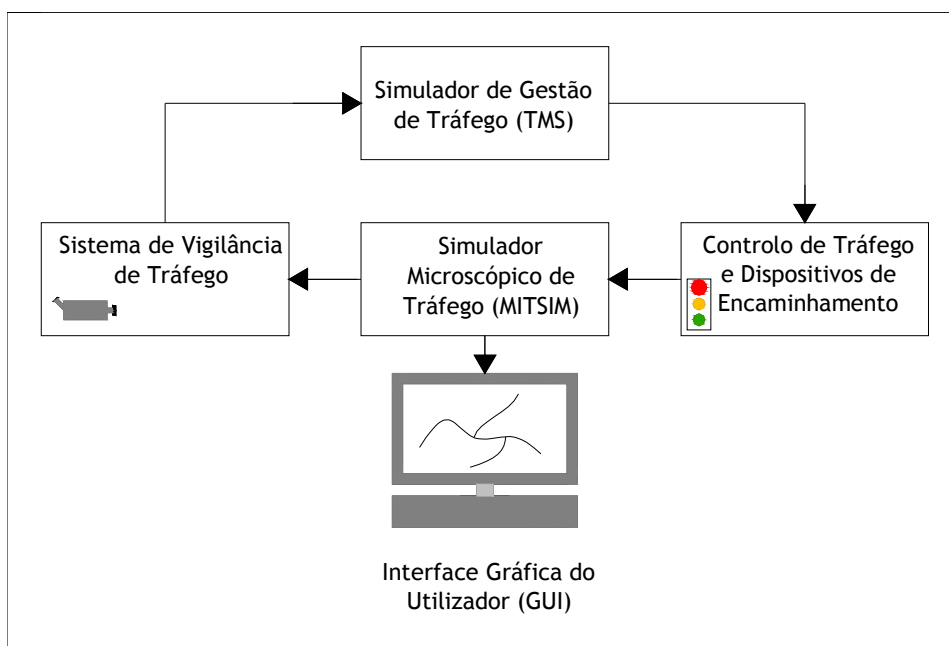 Simulador de Gestão
de Tráfego (TMS)
Sistema de Vigilância
de Tráfego
Simulador
Microscópico de
Tráfego (MITSIM)
Controlo de Tráfego
e Dispositivos de
Encaminhamento
Interface Gráfica do
Utilizador (GUI)